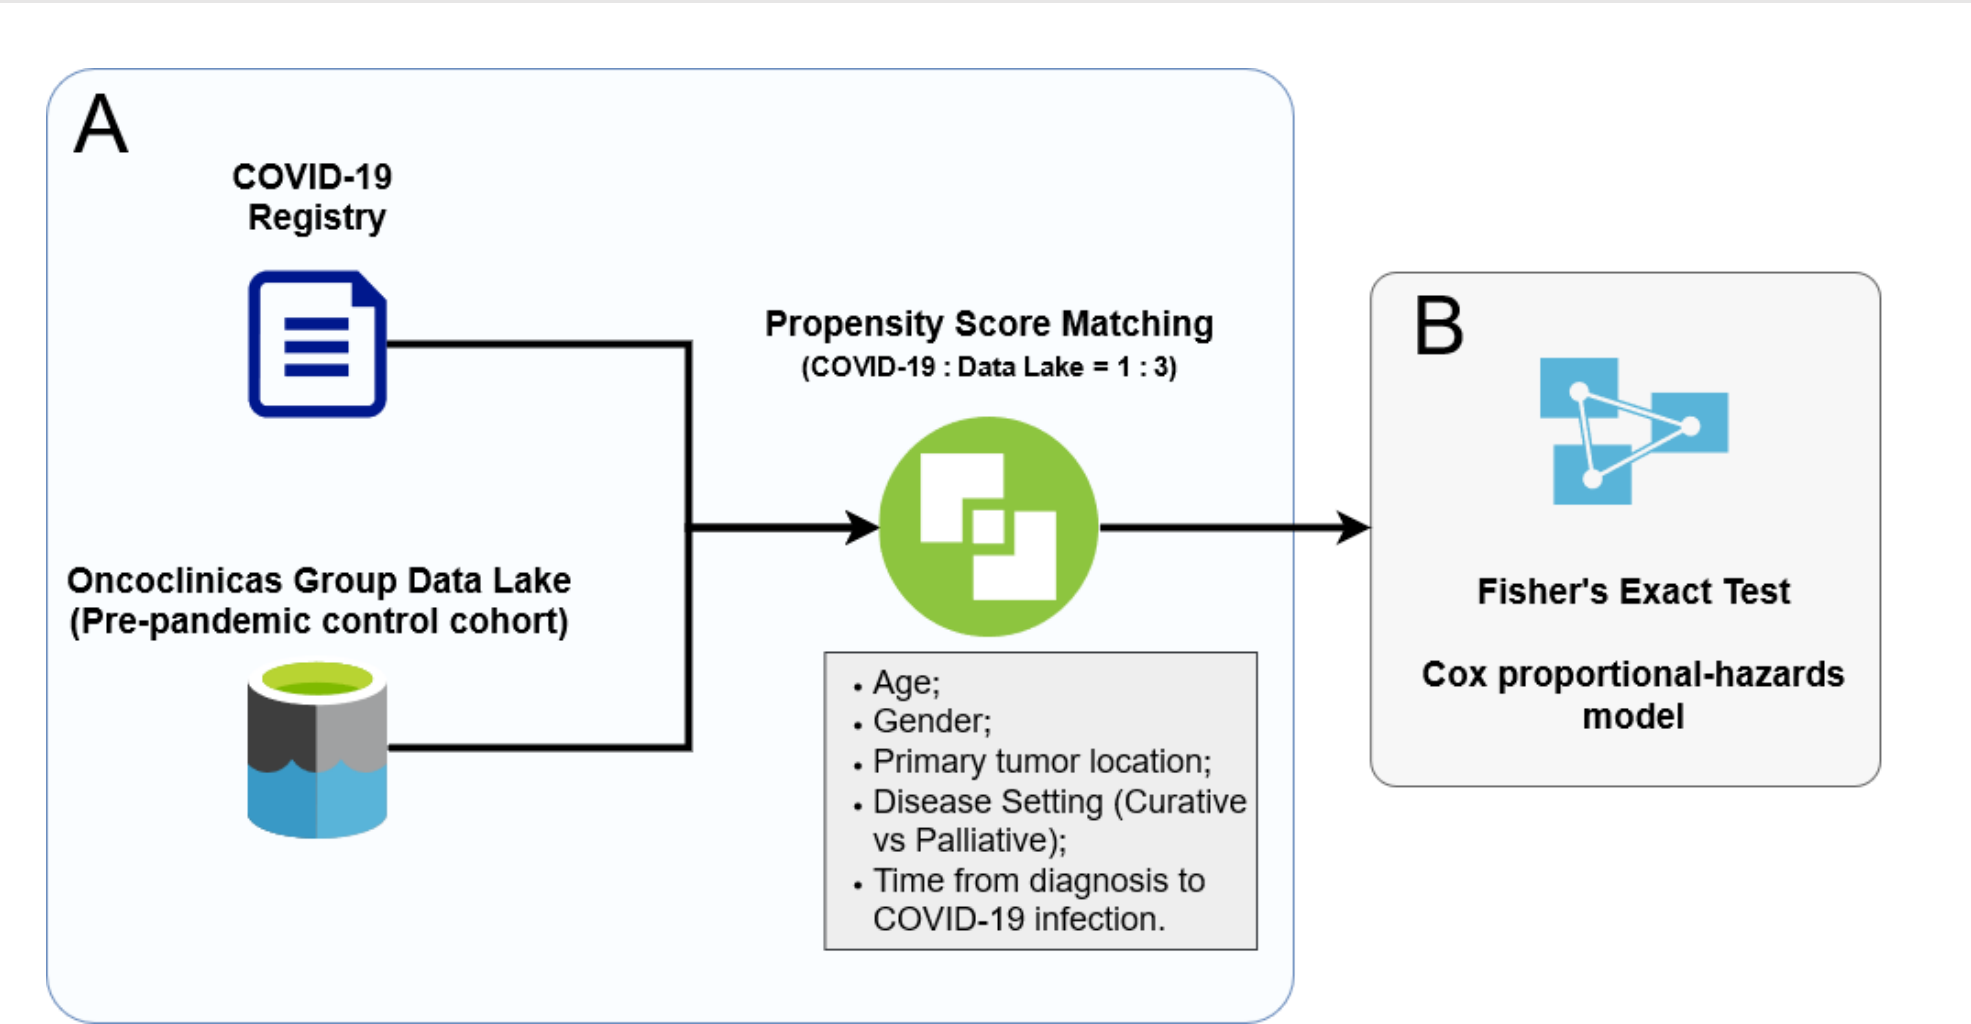 A
COVID-19
Registry
Oncoclinicas Group Data Lake
(Pre-pandemic control cohort)
Propensity Score Matching
(COVID-19 : Data Lake = 1 : 3)
• Age;
• Gender;
• Primary tumor location;
• Disease Setting (Curative
vs Palliative);
• Time from diagnosis to
COVID-19 infection.
B
Fisher's Exact Test
Cox proportional-hazards
model